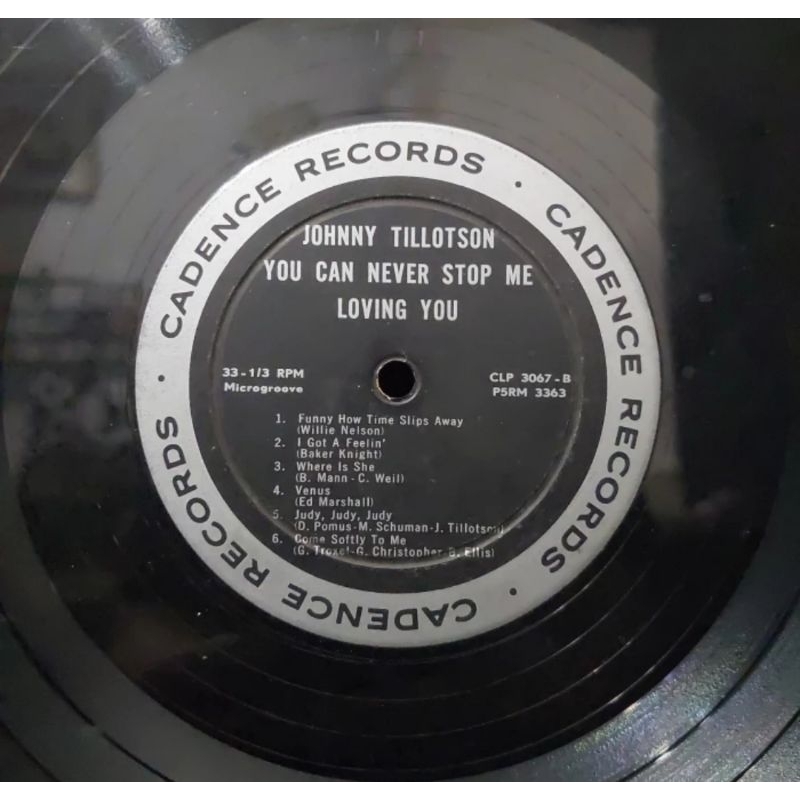 CADENCE RECORDS · CADENCE RECORDS · CADENCE RECORDS ·
JOHNNY TILLOTSON
YOU CAN NEVER STOP ME
LOVING YOU
33-1/3 RPM
Microgroove
CLP 3067-B
P5RM 3363
1. Funny How Time Slips Away
(Willie Nelson)
2. I Got A Feelin'
(Baker Knight)
3. Where Is She
(B. Mann-C. Weil)
4. Venus
(Ed Marshall)
5. Judy, Judy, Judy
(D. Pomus-M. Schuman-J. Tillotson)
6. Come Softly To Me
(G. Troxel-G. Christopher-B. Ellis)